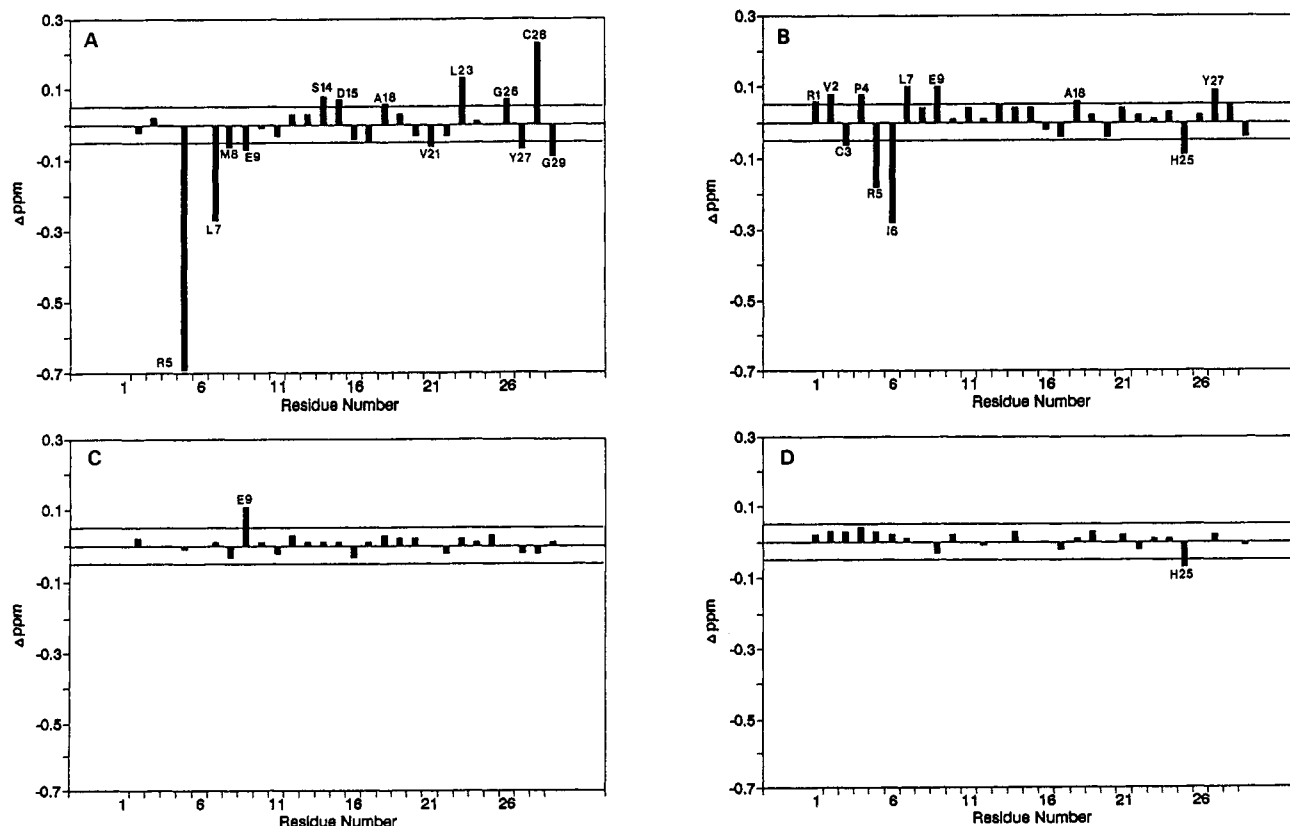 A
0.3
0.1
-0.1
-0.3
-0.5
-0.7
Δppm
R5
L7
M8
E9
S14
D15
A18
V21
L23
G26
Y27
C28
G29
1 6 11 16 21 26
Residue Number
B
0.3
0.1
-0.1
-0.3
-0.5
-0.7
Δppm
R1
V2
C3
P4
R5
I6
L7
E9
A18
H25
Y27
1 6 11 16 21 26
Residue Number
C
0.3
0.1
-0.1
-0.3
-0.5
-0.7
Δppm
E9
1 6 11 16 21 26
Residue Number
D
0.3
0.1
-0.1
-0.3
-0.5
-0.7
Δppm
H25
1 6 11 16 21 26
Residue Number